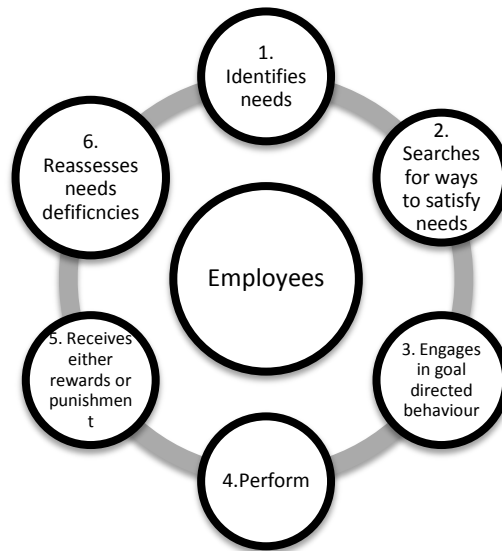 1.
Identifies
needs
2.
Searches
for ways
to satisfy
needs
3. Engages
in goal
directed
behaviour
4.Perform
5. Receives
either
rewards or
punishmen
t
6.
Reassesses
needs
defificncies
Employees